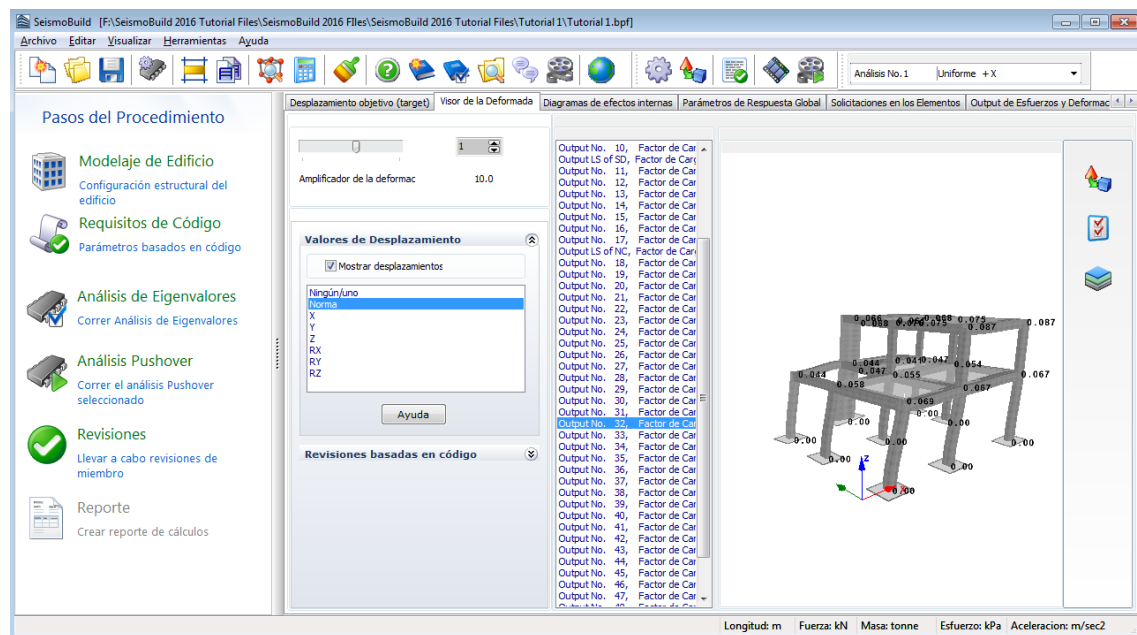 SeismoBuild [F:\SeismoBuild 2016 Tutorial Files\SeismoBuild 2016 FIles\SeismoBuild 2016 Tutorial Files\Tutorial 1\Tutorial 1.bpf]
Archivo Editar Visualizar Herramientas Ayuda
Análisis No. 1 Uniforme +X
Pasos del Procedimiento
Modelaje de Edificio
Configuración estructural del
edificio
Requisitos de Código
Parámetros basados en código
Análisis de Eigenvalores
Correr Análisis de Eigenvalores
Análisis Pushover
Correr el análisis Pushover
seleccionado
Revisiones
Llevar a cabo revisiones de
miembro
Reporte
Crear reporte de cálculos
Desplazamiento objetivo (target) Visor de la Deformada Diagramas de efectos internas Parámetros de Respuesta Global Solicitaciones en los Elementos Output de Esfuerzos y Deformac
1
Amplificador de la deformac 10.0
Valores de Desplazamiento
Mostrar desplazamientos
Ningún/uno
Norma
X
Y
Z
RX
RY
RZ
Ayuda
Revisiones basadas en código
Output No. 10, Factor de Car
Output LS of SD, Factor de Carg
Output No. 11, Factor de Car
Output No. 12, Factor de Car
Output No. 13, Factor de Car
Output No. 14, Factor de Car
Output No. 15, Factor de Car
Output No. 16, Factor de Car
Output No. 17, Factor de Car
Output LS of NC, Factor de Carg
Output No. 18, Factor de Car
Output No. 19, Factor de Car
Output No. 20, Factor de Car
Output No. 21, Factor de Car
Output No. 22, Factor de Car
Output No. 23, Factor de Car
Output No. 24, Factor de Car
Output No. 25, Factor de Car
Output No. 26, Factor de Car
Output No. 27, Factor de Car
Output No. 28, Factor de Car
Output No. 29, Factor de Car
Output No. 30, Factor de Car
Output No. 31, Factor de Car
Output No. 32, Factor de Car
Output No. 33, Factor de Car
Output No. 34, Factor de Car
Output No. 35, Factor de Car
Output No. 36, Factor de Car
Output No. 37, Factor de Car
Output No. 38, Factor de Car
Output No. 39, Factor de Car
Output No. 40, Factor de Car
Output No. 41, Factor de Car
Output No. 42, Factor de Car
Output No. 43, Factor de Car
Output No. 44, Factor de Car
Output No. 45, Factor de Car
Output No. 46, Factor de Car
Output No. 47, Factor de Car
0.066 0.068 0.075
0.068 0.075 0.087 0.087
0.044 0.047 0.054
0.044 0.047 0.055 0.067
0.058 0.067
0.069
0.00
0.00
0.00 0.00 0.00
0.00 0.00
Z
0.00
Longitud: m Fuerza: kN Masa: tonne Esfuerzo: kPa Aceleracion: m/sec2